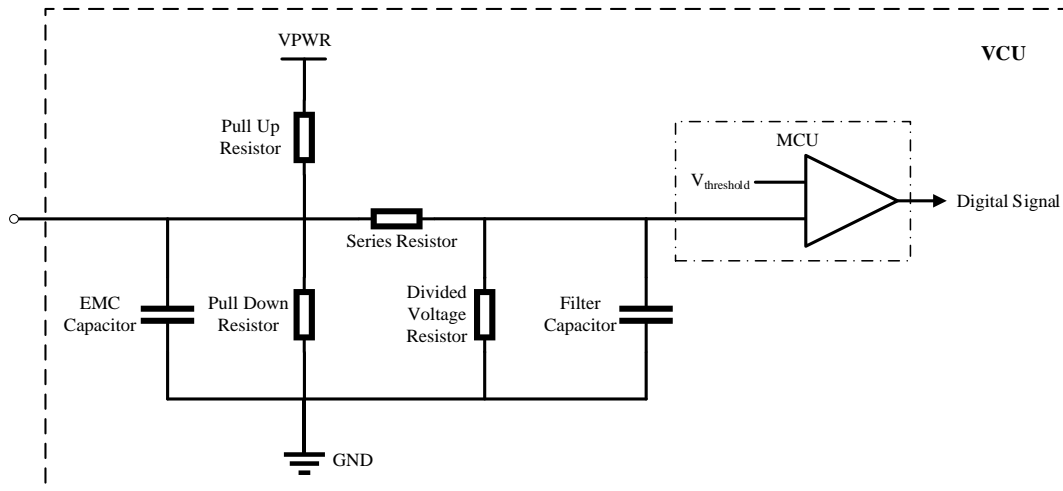 VPWR
VCU
Pull Up
Resistor
MCU
Vthreshold
Digital Signal
Series Resistor
EMC
Capacitor
Pull Down
Resistor
Divided
Voltage
Resistor
Filter
Capacitor
GND